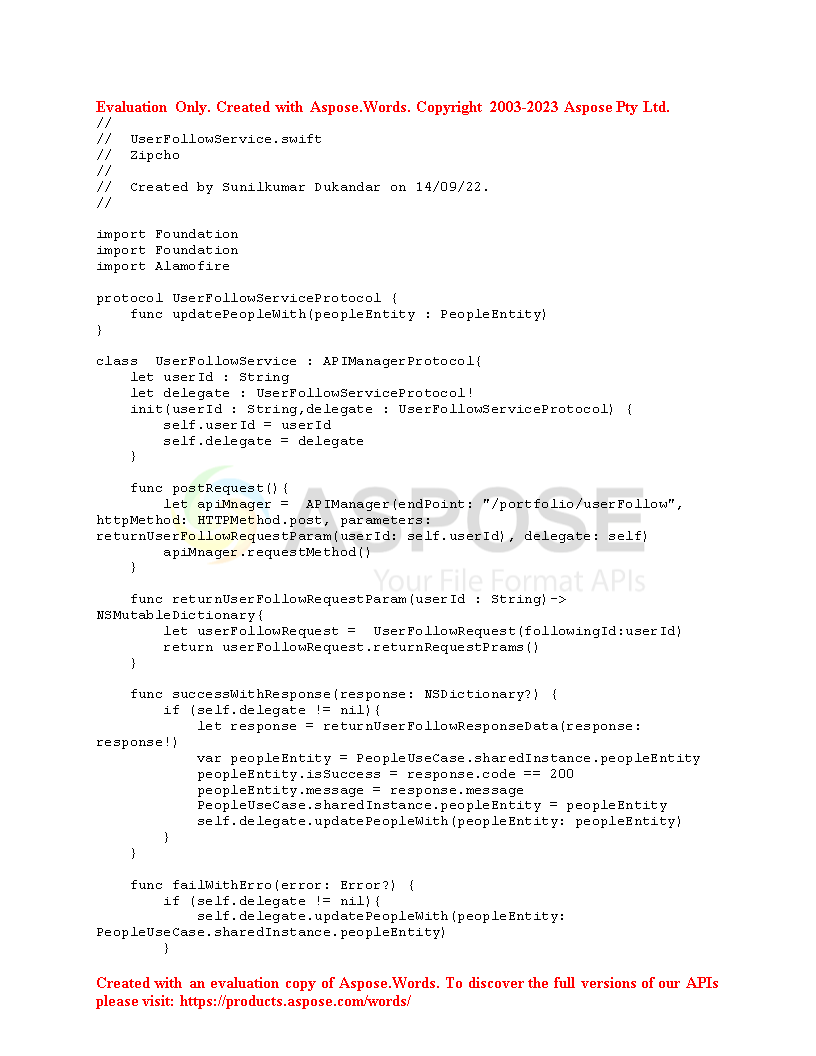 Evaluation Only. Created with Aspose.Words. Copyright 2003-2023 Aspose Pty Ltd.
//
//  UserFollowService.swift
//  Zipcho
//
//  Created by Sunilkumar Dukandar on 14/09/22.
//

import Foundation
import Foundation
import Alamofire

protocol UserFollowServiceProtocol {
    func updatePeopleWith(peopleEntity : PeopleEntity)
}

class  UserFollowService : APIManagerProtocol{
    let userId : String
    let delegate : UserFollowServiceProtocol!
    init(userId : String,delegate : UserFollowServiceProtocol) {
        self.userId = userId
        self.delegate = delegate
    }

    func postRequest(){
        let apiMnager =  APIManager(endPoint: "/portfolio/userFollow",
httpMethod: HTTPMethod.post, parameters:
returnUserFollowRequestParam(userId: self.userId), delegate: self)
        apiMnager.requestMethod()
    }

    func returnUserFollowRequestParam(userId : String)->
NSMutableDictionary{
        let userFollowRequest =  UserFollowRequest(followingId:userId)
        return userFollowRequest.returnRequestPrams()
    }

    func successWithResponse(response: NSDictionary?) {
        if (self.delegate != nil){
            let response = returnUserFollowResponseData(response:
response!)
            var peopleEntity = PeopleUseCase.sharedInstance.peopleEntity
            peopleEntity.isSuccess = response.code == 200
            peopleEntity.message = response.message
            PeopleUseCase.sharedInstance.peopleEntity = peopleEntity
            self.delegate.updatePeopleWith(peopleEntity: peopleEntity)
        }
    }

    func failWithErro(error: Error?) {
        if (self.delegate != nil){
            self.delegate.updatePeopleWith(peopleEntity:
PeopleUseCase.sharedInstance.peopleEntity)
        }

ASPOSE
Your File Format APIs
Created with an evaluation copy of Aspose.Words. To discover the full versions of our APIs
please visit: https://products.aspose.com/words/